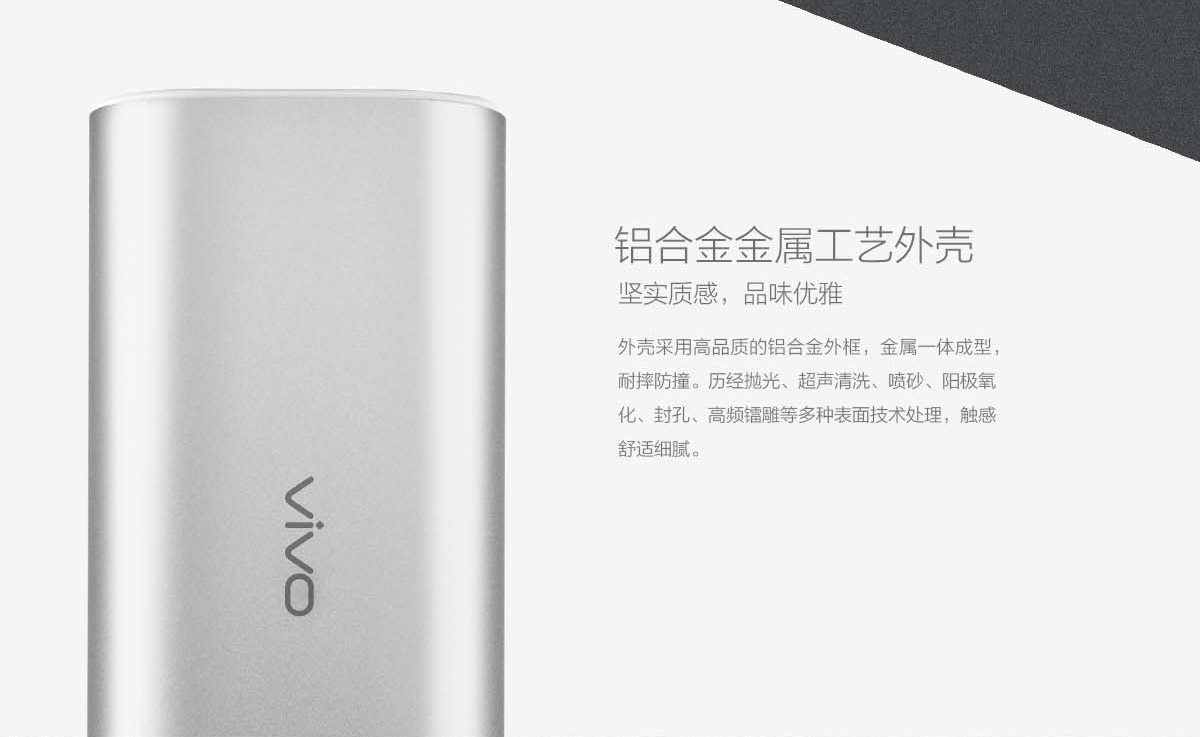 铝合金金属工艺外壳
坚实质感，品味优雅
外壳采用高品质的铝合金外框，金属一体成型，
耐摔防撞。历经抛光、超声清洗、喷砂、阳极氧
化、封孔、高频镭雕等多种表面技术处理，触感
舒适细腻。
vivo